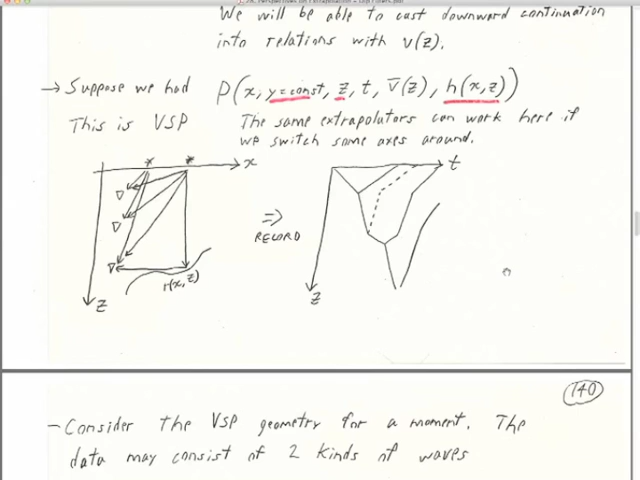 We will be able to cast downward continuation
into relations with v(z).
→ Suppose we had P(x, y=const, z, t, v̄(z), h(x,z))
This is VSP The same extrapolators can work here if
we switch some axes around.
x
t
⇒
RECORD
r(x,z)
z
z
140
- Consider the VSP geometry for a moment. The
data may consist of 2 kinds of waves